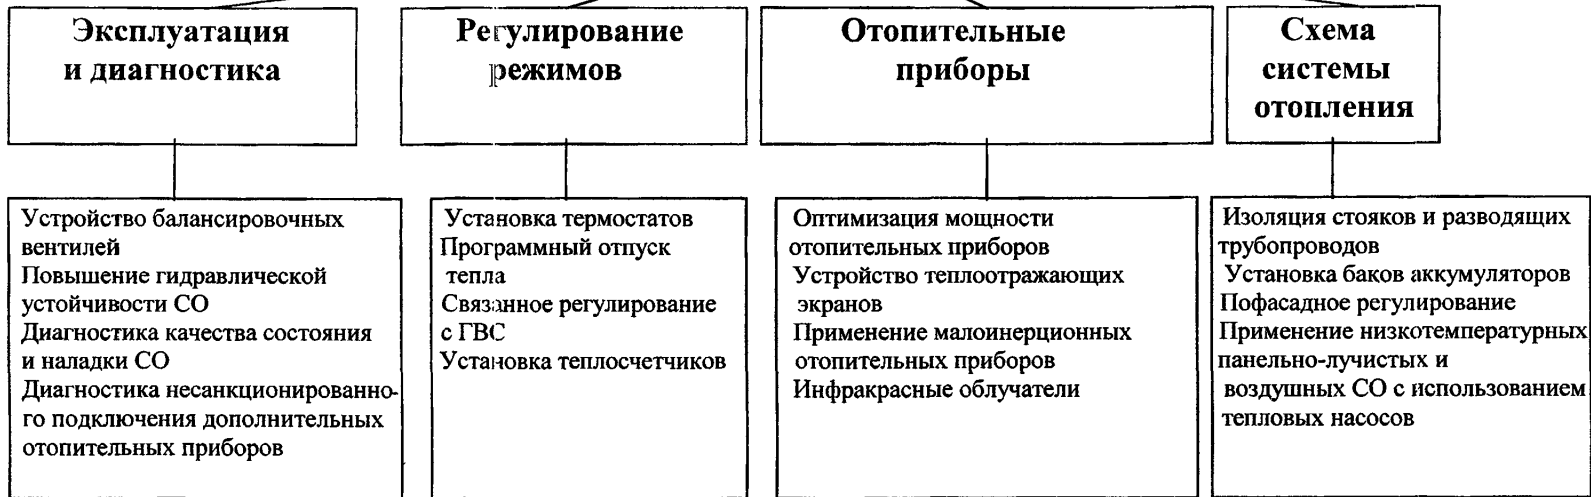 Эксплуатация
и диагностика
Регулирование
режимов
Отопительные
приборы
Схема
системы
отопления
Устройство балансировочных
вентилей
Повышение гидравлической
устойчивости СО
Диагностика качества состояния
и наладки СО
Диагностика несанкционированно-
го подключения дополнительных
отопительных приборов
Установка термостатов
Программный отпуск
тепла
Связанное регулирование
с ГВС
Установка теплосчетчиков
Оптимизация мощности
отопительных приборов
Устройство теплоотражающих
экранов
Применение малоинерционных
отопительных приборов
Инфракрасные облучатели
Изоляция стояков и разводящих
трубопроводов
Установка баков аккумуляторов
Пофасадное регулирование
Применение низкотемпературных
панельно-лучистых и
воздушных СО с использованием
тепловых насосов